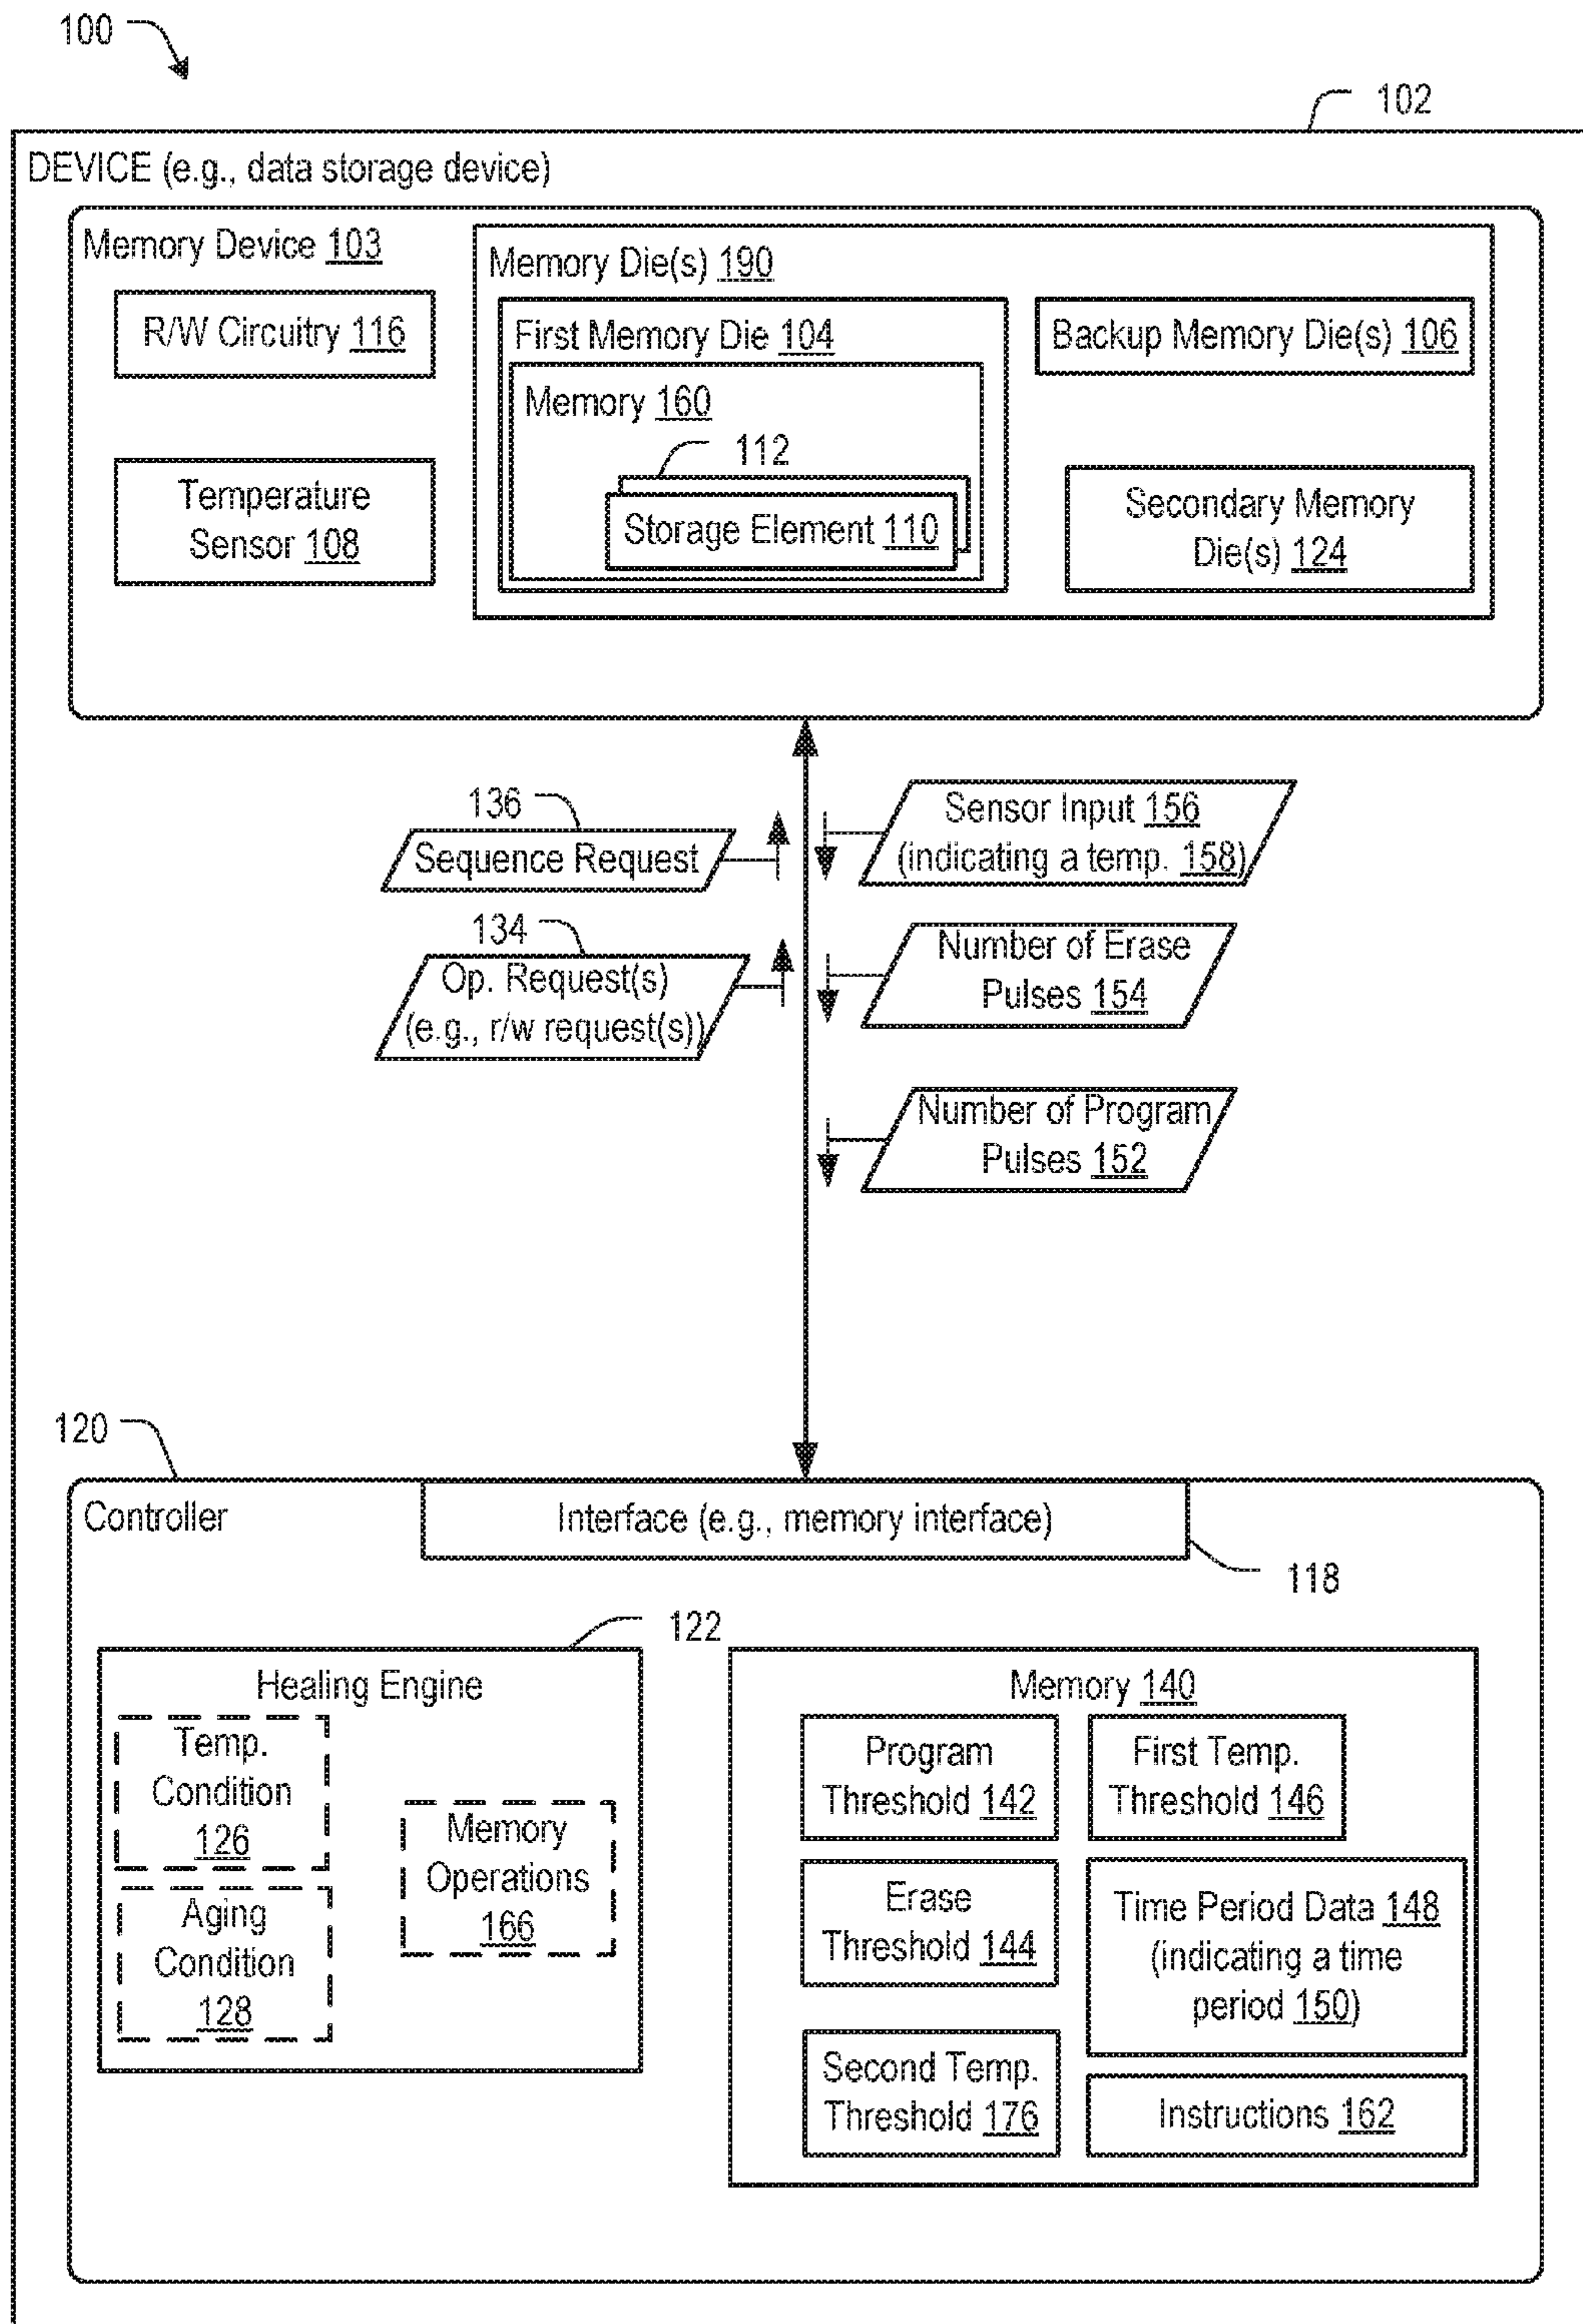 100
102
DEVICE (e.g., data storage device)
Memory Device 103
R/W Circuitry 116
Temperature
Sensor 108
Memory Die(s) 190
First Memory Die 104
Memory 160
112
Storage Element 110
Backup Memory Die(s) 106
Secondary Memory
Die(s) 124
136
Sequence Request
134
Op. Request(s)
(e.g., r/w request(s))
Sensor Input 156
(indicating a temp. 158)
Number of Erase
Pulses 154
Number of Program
Pulses 152
120
Controller
Interface (e.g., memory interface)
118
122
Healing Engine
Temp.
Condition
126
Aging
Condition
128
Memory
Operations
166
Memory 140
Program
Threshold 142
First Temp.
Threshold 146
Erase
Threshold 144
Time Period Data 148
(indicating a time
period 150)
Second Temp.
Threshold 176
Instructions 162